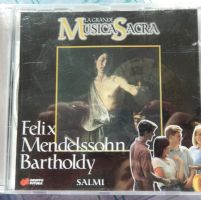 LA GRANDE
MUSICA SACRA
Felix
Mendelssohn
Bartholdy
SALMI